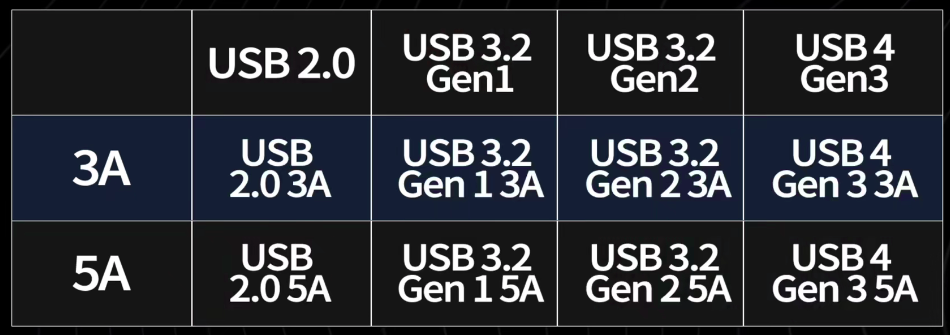 USB 2.0
USB 3.2
Gen1
USB 3.2
Gen2
USB 4
Gen3
3A
USB
2.0 3A
USB 3.2
Gen 1 3A
USB 3.2
Gen 2 3A
USB 4
Gen 3 3A
5A
USB
2.0 5A
USB 3.2
Gen 1 5A
USB 3.2
Gen 2 5A
USB 4
Gen 3 5A